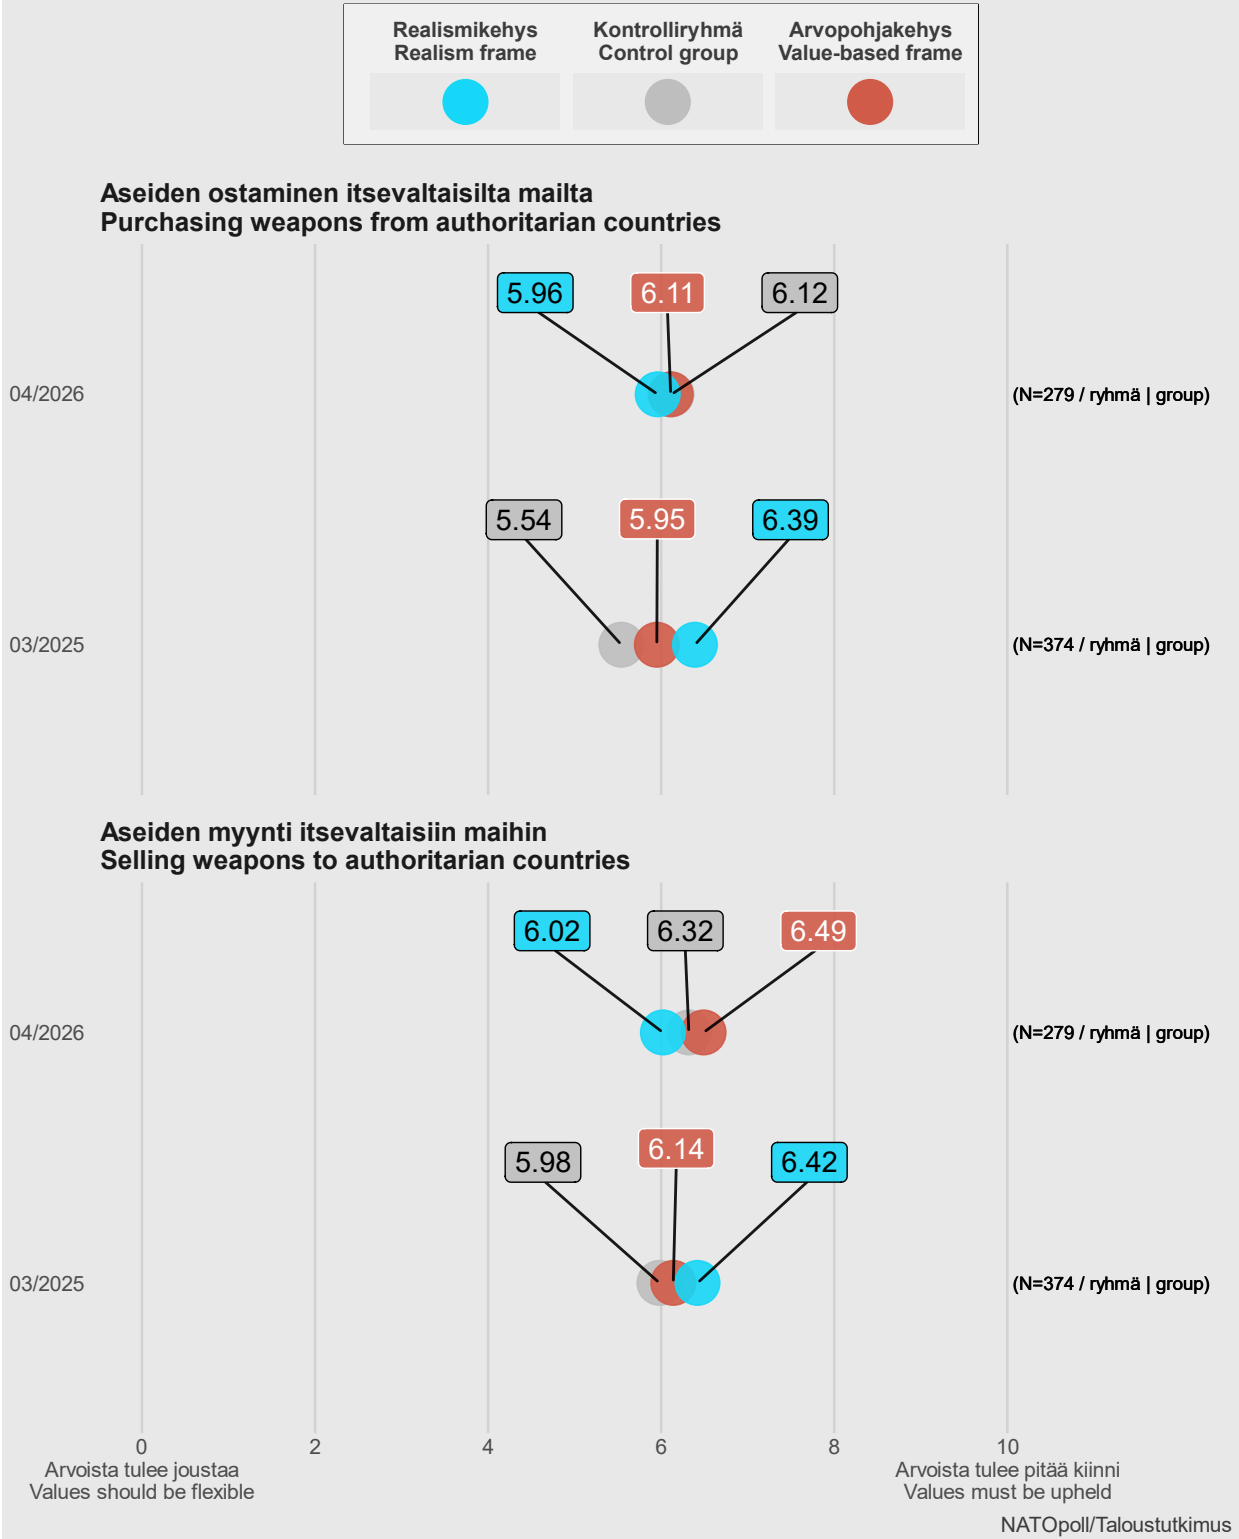 Realismikehys
Realism frame
Kontrolliryhmä
Control group
Arvopohjakehys
Value-based frame
Aseiden ostaminen itsevaltaisilta mailta
Purchasing weapons from authoritarian countries
5.96
6.11
6.12
04/2026
(N=279 / ryhmä | group)
5.54
5.95
6.39
03/2025
(N=374 / ryhmä | group)
Aseiden myynti itsevaltaisiin maihin
Selling weapons to authoritarian countries
6.02
6.32
6.49
04/2026
(N=279 / ryhmä | group)
5.98
6.14
6.42
03/2025
(N=374 / ryhmä | group)
0 2 4 6 8 10
Arvoista tulee joustaa
Values should be flexible
Arvoista tulee pitää kiinni
Values must be upheld
NATOpoll/Taloustutkimus